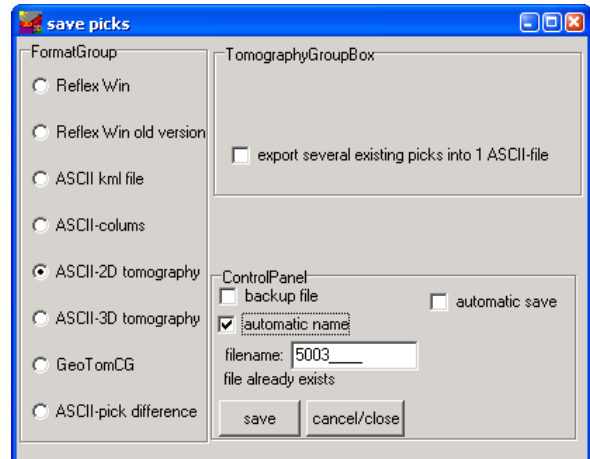 save picks
FormatGroup
Reflex Win
Reflex Win old version
ASCII kml file
ASCII-colums
ASCII-2D tomography
ASCII-3D tomography
GeoTomCG
ASCII-pick difference
TomographyGroupBox
export several existing picks into 1 ASCII-file
ControlPanel
backup file
automatic save
automatic name
filename: 5003____
file already exists
save cancel/close